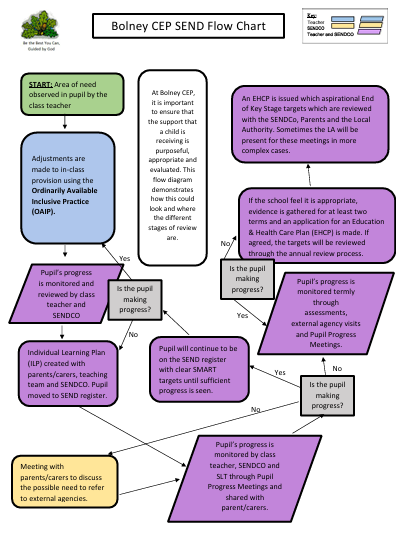 Bolney CEP SEND Flow Chart
Be the Best You Can,
Guided by God
Key:
Teacher
SENDCO
Teacher and SENDCO
START: Area of need
observed in pupil by the
class teacher
At Bolney CEP,
it is important
to ensure that
the support that
a child is
receiving is
purposeful,
appropriate and
evaluated. This
flow diagram
demonstrates
how this could
look and where
the different
stages of review
are.
An EHCP is issued which aspirational End
of Key Stage targets which are reviewed
with the SENDCo, Parents and the Local
Authority. Sometimes the LA will be
present for these meetings in more
complex cases.
Adjustments are
made to in-class
provision using the
Ordinarily Available
Inclusive Practice
(OAIP).
If the school feel it is appropriate,
evidence is gathered for at least two
terms and an application for an Education
& Health Care Plan (EHCP) is made. If
agreed, the targets will be reviewed
through the annual review process.
Yes
No
Pupil's progress
is monitored and
reviewed by class
teacher and
SENDCO
Is the pupil
making
progress?
Is the pupil
making
progress?
Pupil's progress is
monitored termly
through
assessments,
external agency visits
and Pupil Progress
Meetings.
No
Yes
Individual Learning Plan
(ILP) created with
parents/carers, teaching
team and SENDCO. Pupil
moved to SEND register.
Pupil will continue to be
on the SEND register
with clear SMART
targets until sufficient
progress is seen.
Yes
No
Is the pupil
making
progress?
No
Meeting with
parents/carers to discuss
the possible need to refer
to external agencies.
Pupil's progress is
monitored by class
teacher, SENDCO and
SLT through Pupil
Progress Meetings and
shared with
parent/carers.